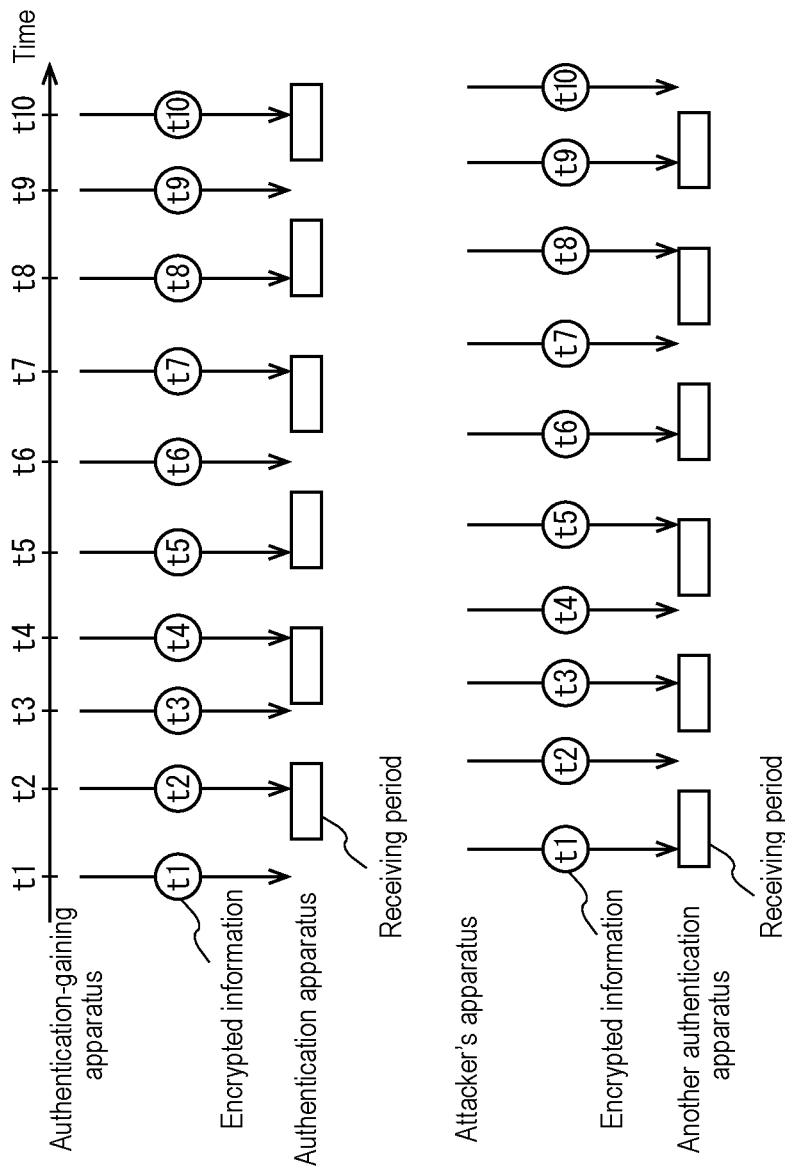 t1 t2 t3 t4 t5 t6 t7 t8 t9 t10 Time
Authentication-gaining
apparatus
t1 t2 t3 t4 t5 t6 t7 t8 t9 t10
Encrypted information
Authentication apparatus
Receiving period
Attacker's apparatus
t1 t2 t3 t4 t5 t6 t7 t8 t9 t10
Encrypted information
Another authentication
apparatus
Receiving period